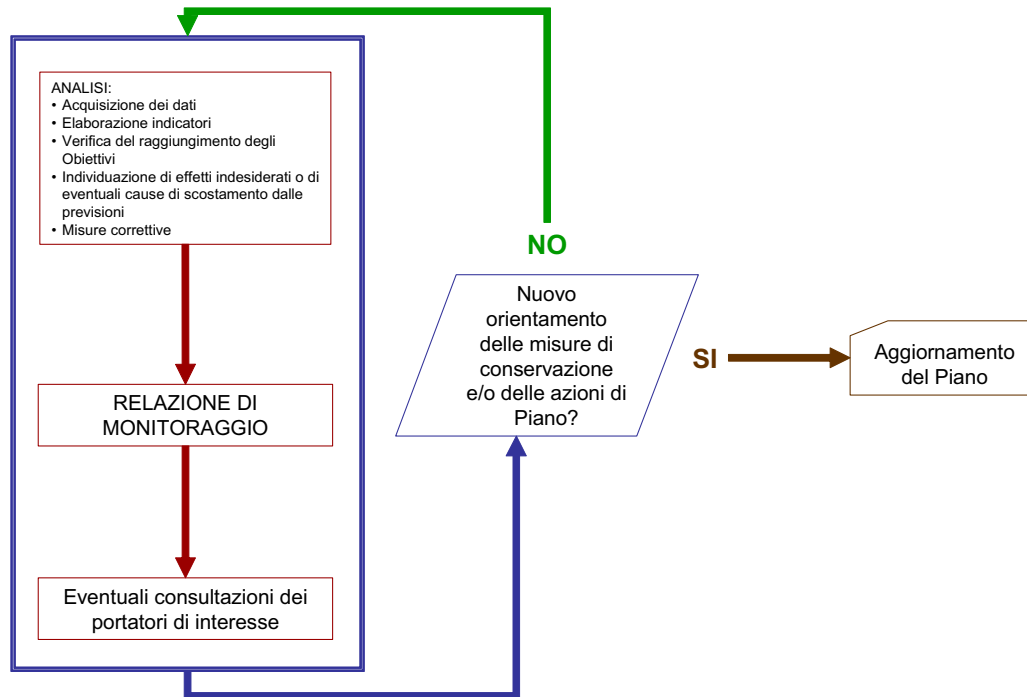 ANALISI:
• Acquisizione dei dati
• Elaborazione indicatori
• Verifica del raggiungimento degli
Obiettivi
• Individuazione di effetti indesiderati o di
eventuali cause di scostamento dalle
previsioni
• Misure correttive
RELAZIONE DI
MONITORAGGIO
Eventuali consultazioni dei
portatori di interesse
NO
Nuovo
orientamento
delle misure di
conservazione
e/o delle azioni di
Piano?
SI
Aggiornamento
del Piano